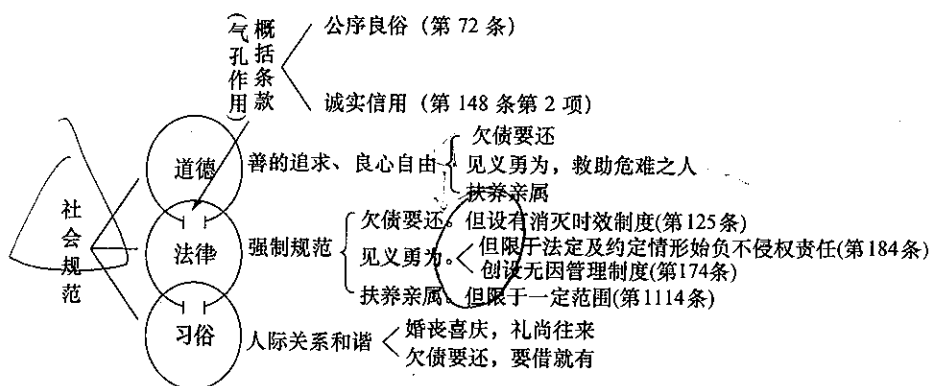 概括条款
(气孔作用)
公序良俗 (第 72 条)
诚实信用 (第 148 条第 2 项)
社会规范
道德
善的追求、良心自由
欠债要还
见义勇为，救助危难之人
扶养亲属
法律
强制规范
欠债要还。但设有消灭时效制度(第125条)
见义勇为。
但限于法定及约定情形始负不侵权责任(第184条)
创设无因管理制度(第174条)
扶养亲属。但限于一定范围(第1114条)
习俗
人际关系和谐
婚丧喜庆，礼尚往来
欠债要还，要借就有